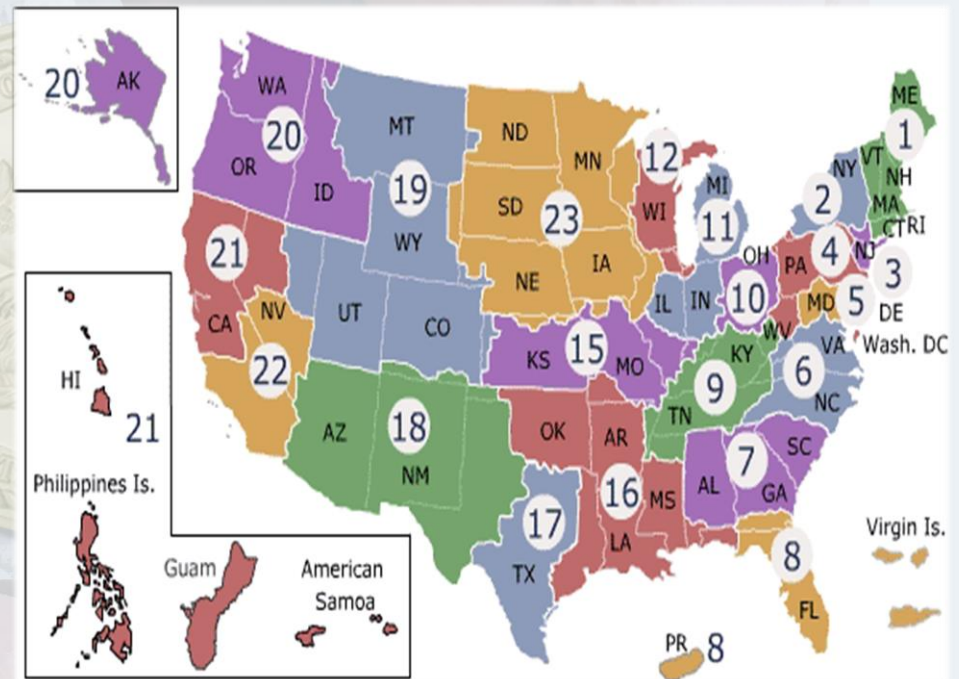 20
AK
WA
20
OR
ID
MT
19
WY
ND
MN
SD
23
NE
IA
12
WI
MI
11
ME
1
VT
NY
NH
2
MA
CT
RI
4
NJ
PA
3
OH
10
IL
IN
MD
5
DE
WV
VA
Wash. DC
6
NC
KY
9
TN
21
CA
NV
22
UT
CO
KS
15
MO
AZ
18
NM
OK
AR
16
MS
LA
17
TX
7
SC
AL
GA
8
FL
Virgin Is.
PR
8
HI
21
Philippines Is.
Guam
American
Samoa